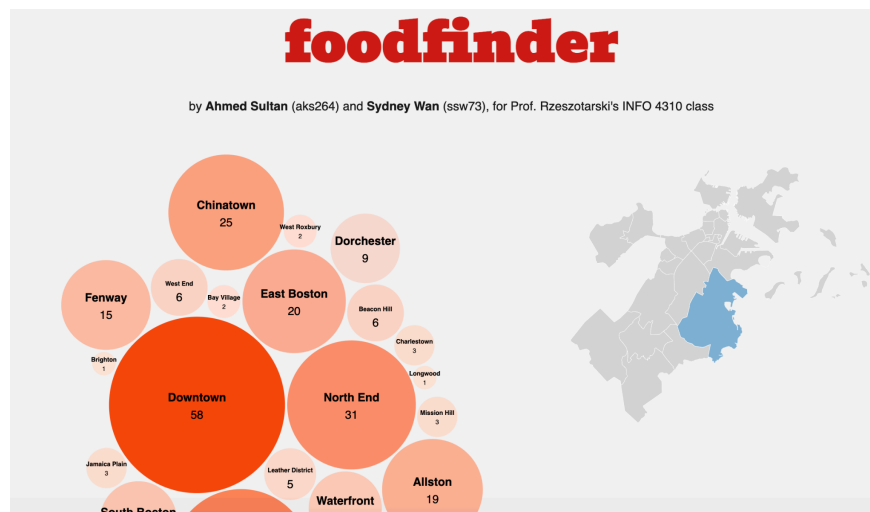 foodfinder
by Ahmed Sultan (aks264) and Sydney Wan (ssw73), for Prof. Rzeszotarski's INFO 4310 class
Chinatown
25
West Roxbury
2
Dorchester
9
West End
6
Bay Village
2
East Boston
20
Fenway
15
Beacon Hill
6
Charlestown
3
Brighton
1
Longwood
1
Downtown
58
North End
31
Mission Hill
3
Jamaica Plain
3
Leather District
5
Allston
19
Waterfront
South Boston